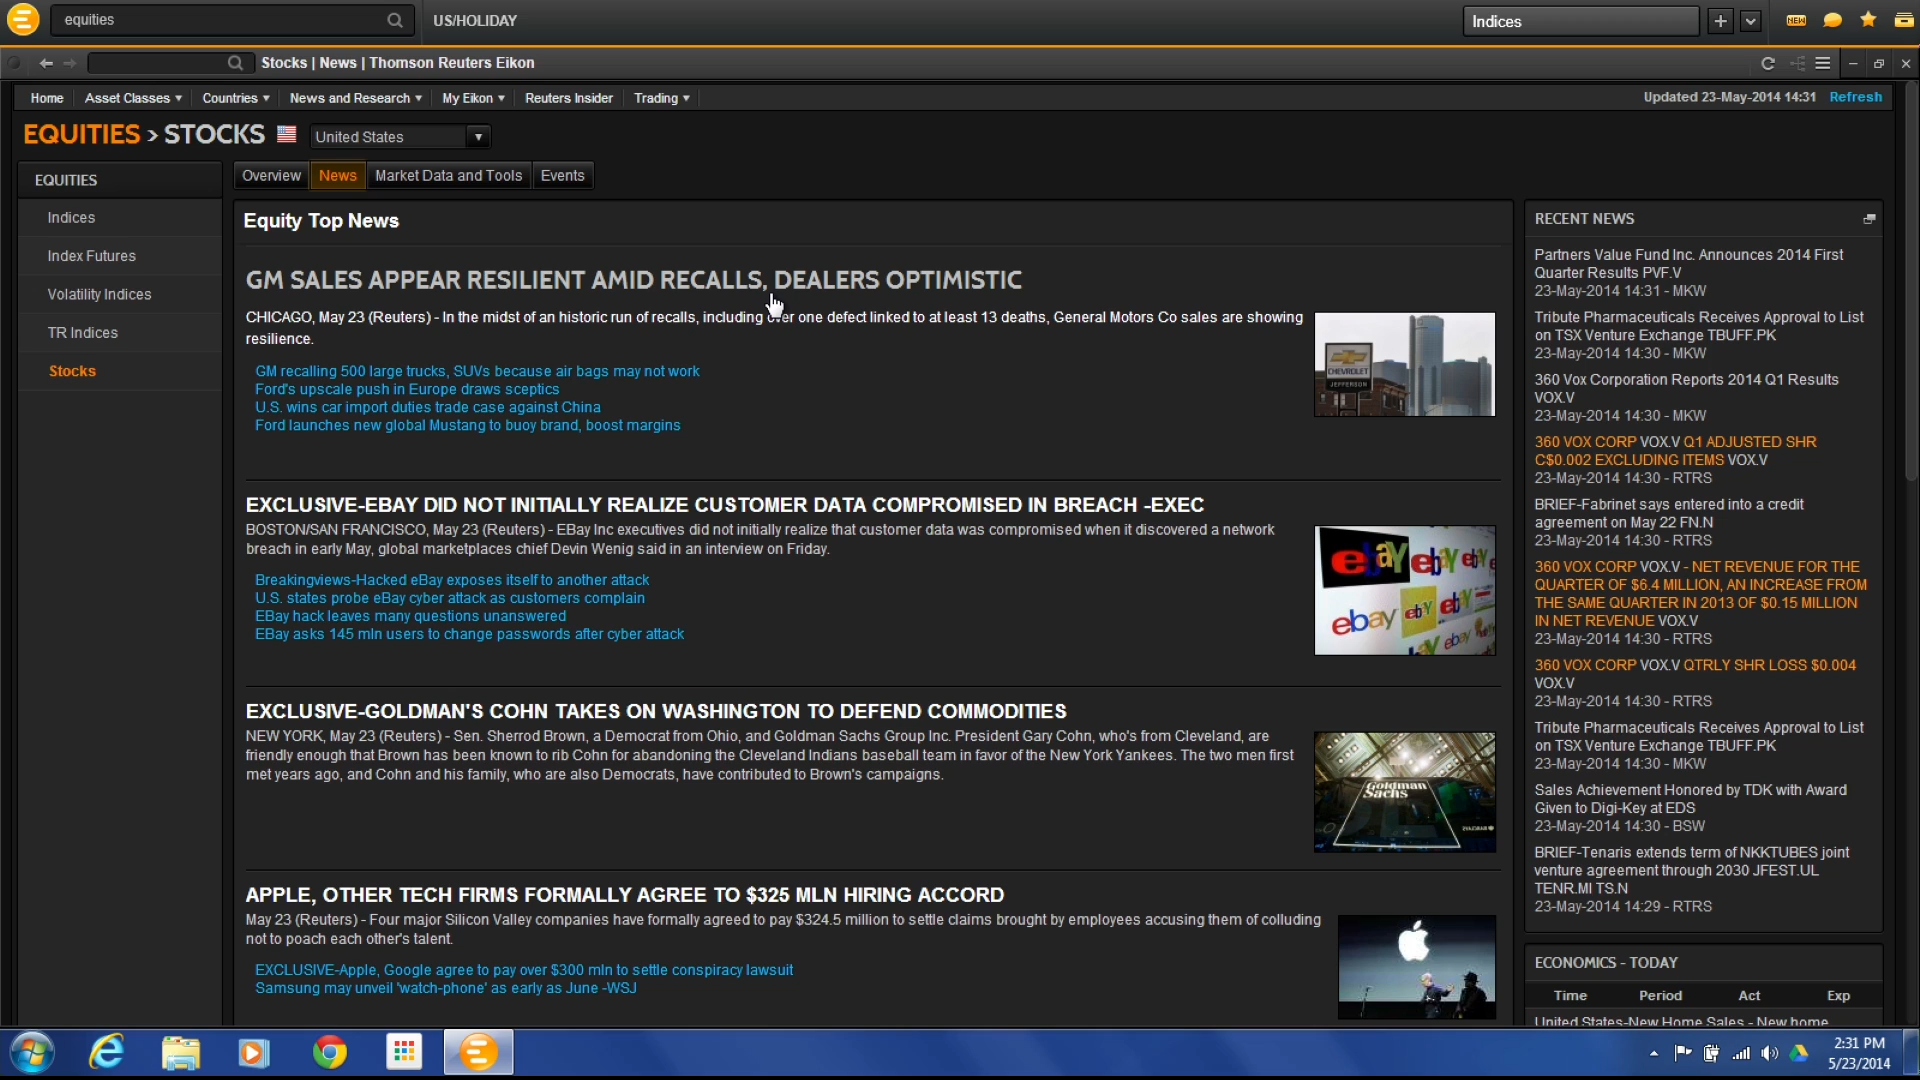 equities
US/HOLIDAY
Indices
NEW
Stocks | News | Thomson Reuters Eikon
Home
Asset Classes
Countries
News and Research
My Eikon
Reuters Insider
Trading
Updated 23-May-2014 14:31 Refresh
EQUITIES > STOCKS
United States
EQUITIES
Indices
Index Futures
Volatility Indices
TR Indices
Stocks
Overview
News
Market Data and Tools
Events
Equity Top News
GM SALES APPEAR RESILIENT AMID RECALLS, DEALERS OPTIMISTIC
CHICAGO, May 23 (Reuters) - In the midst of an historic run of recalls, including over one defect linked to at least 13 deaths, General Motors Co sales are showing
resilience.
GM recalling 500 large trucks, SUVs because air bags may not work
Ford's upscale push in Europe draws sceptics
U.S. wins car import duties trade case against China
Ford launches new global Mustang to buoy brand, boost margins
CHEVROLET
JEFFERSON
EXCLUSIVE-EBAY DID NOT INITIALLY REALIZE CUSTOMER DATA COMPROMISED IN BREACH -EXEC
BOSTON/SAN FRANCISCO, May 23 (Reuters) - EBay Inc executives did not initially realize that customer data was compromised when it discovered a network
breach in early May, global marketplaces chief Devin Wenig said in an interview on Friday.
Breakingviews-Hacked eBay exposes itself to another attack
U.S. states probe eBay cyber attack as customers complain
EBay hack leaves many questions unanswered
EBay asks 145 mln users to change passwords after cyber attack
ebay ebay eb
ebay ebY eb
EXCLUSIVE-GOLDMAN'S COHN TAKES ON WASHINGTON TO DEFEND COMMODITIES
NEW YORK, May 23 (Reuters) - Sen. Sherrod Brown, a Democrat from Ohio, and Goldman Sachs Group Inc. President Gary Cohn, who's from Cleveland, are
friendly enough that Brown has been known to rib Cohn for abandoning the Cleveland Indians baseball team in favor of the New York Yankees. The two men first
met years ago, and Cohn and his family, who are also Democrats, have contributed to Brown's campaigns.
Goldman
Sachs
APPLE, OTHER TECH FIRMS FORMALLY AGREE TO $325 MLN HIRING ACCORD
May 23 (Reuters) - Four major Silicon Valley companies have formally agreed to pay $324.5 million to settle claims brought by employees accusing them of colluding
not to poach each other's talent.
EXCLUSIVE-Apple, Google agree to pay over $300 mln to settle conspiracy lawsuit
Samsung may unveil 'watch-phone' as early as June -WSJ
RECENT NEWS
Partners Value Fund Inc. Announces 2014 First
Quarter Results PVF.V
23-May-2014 14:31 - MKW
Tribute Pharmaceuticals Receives Approval to List
on TSX Venture Exchange TBUFF.PK
23-May-2014 14:30 - MKW
360 Vox Corporation Reports 2014 Q1 Results
VOX.V
23-May-2014 14:30 - MKW
360 VOX CORP VOX.V Q1 ADJUSTED SHR
C$0.002 EXCLUDING ITEMS VOX.V
23-May-2014 14:30 - RTRS
BRIEF-Fabrinet says entered into a credit
agreement on May 22 FN.N
23-May-2014 14:30 - RTRS
360 VOX CORP VOX.V - NET REVENUE FOR THE
QUARTER OF $6.4 MILLION, AN INCREASE FROM
THE SAME QUARTER IN 2013 OF $0.15 MILLION
IN NET REVENUE VOX.V
23-May-2014 14:30 - RTRS
360 VOX CORP VOX.V QTRLY SHR LOSS $0.004
VOX.V
23-May-2014 14:30 - RTRS
Tribute Pharmaceuticals Receives Approval to List
on TSX Venture Exchange TBUFF.PK
23-May-2014 14:30 - MKW
Sales Achievement Honored by TDK with Award
Given to Digi-Key at EDS
23-May-2014 14:30 - BSW
BRIEF-Tenaris extends term of NKKTUBES joint
venture agreement through 2030 JFEST.UL
TENR.MI TS.N
23-May-2014 14:29 - RTRS
ECONOMICS - TODAY
Time Period Act Exp
United States-New Home Sales - New home
2:31 PM
5/23/2014